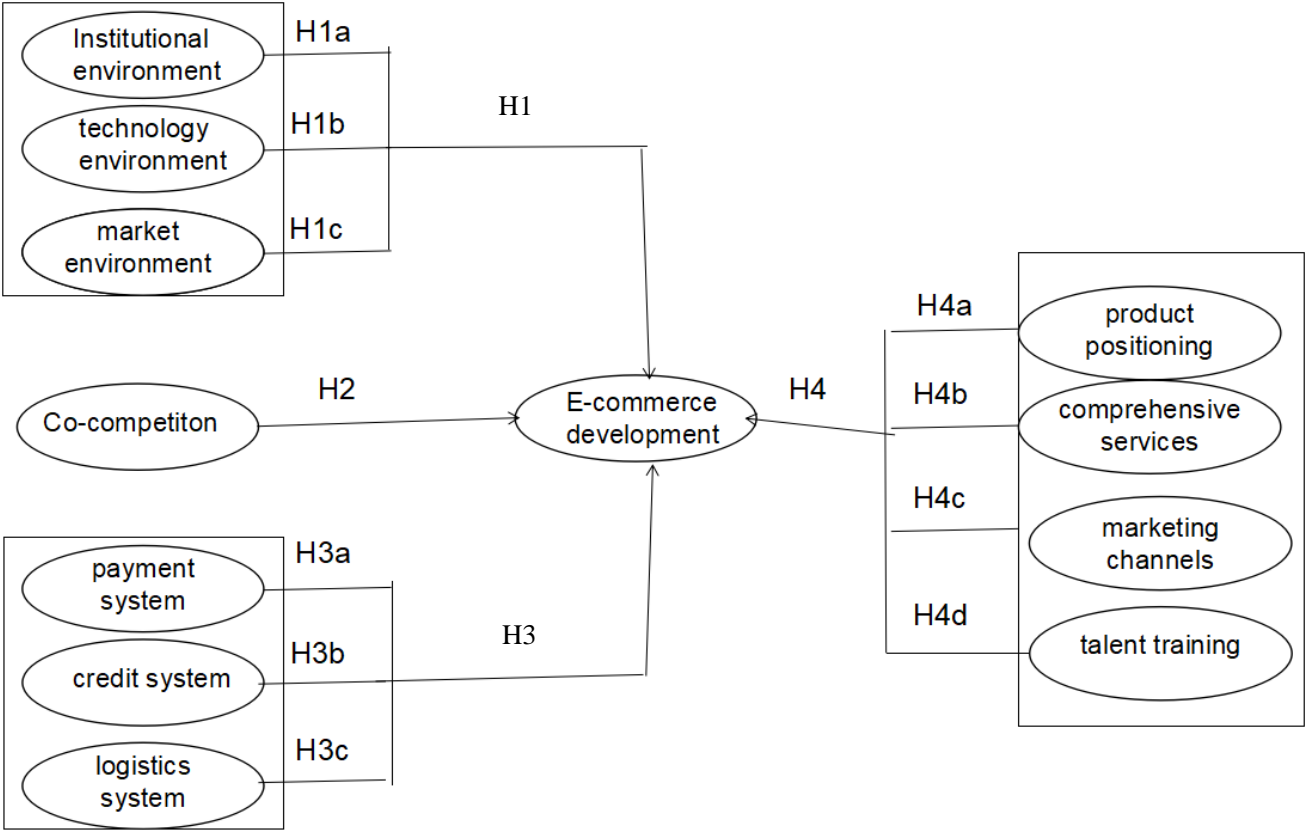 Institutional
environment
H1a
technology
environment
H1b
H1
market
environment
H1c
Co-competiton
H2
E-commerce
development
H4
H4a
product
positioning
H4b
comprehensive
services
H4c
marketing
channels
H4d
talent training
payment
system
H3a
credit system
H3b
H3
logistics
system
H3c